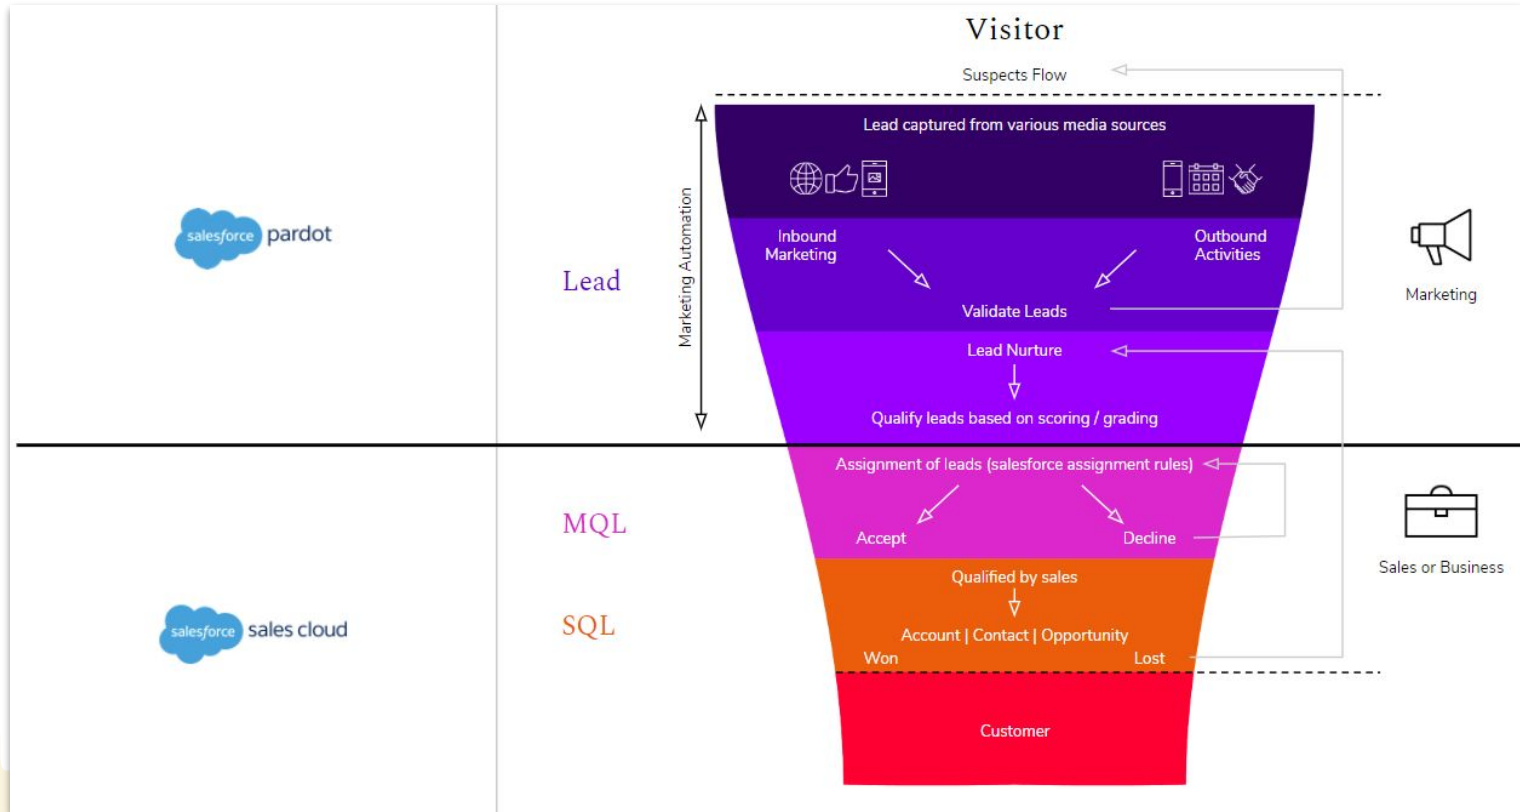 Visitor
Suspects Flow
Lead captured from various media sources
Marketing Automation
salesforce pardot
Inbound
Marketing
Outbound
Activities
Lead
Marketing
Validate Leads
Lead Nurture
Qualify leads based on scoring / grading
Assignment of leads (salesforce assignment rules)
MQL
Accept
Decline
Sales or Business
Qualified by sales
salesforce sales cloud
SQL
Account | Contact | Opportunity
Won
Lost
Customer